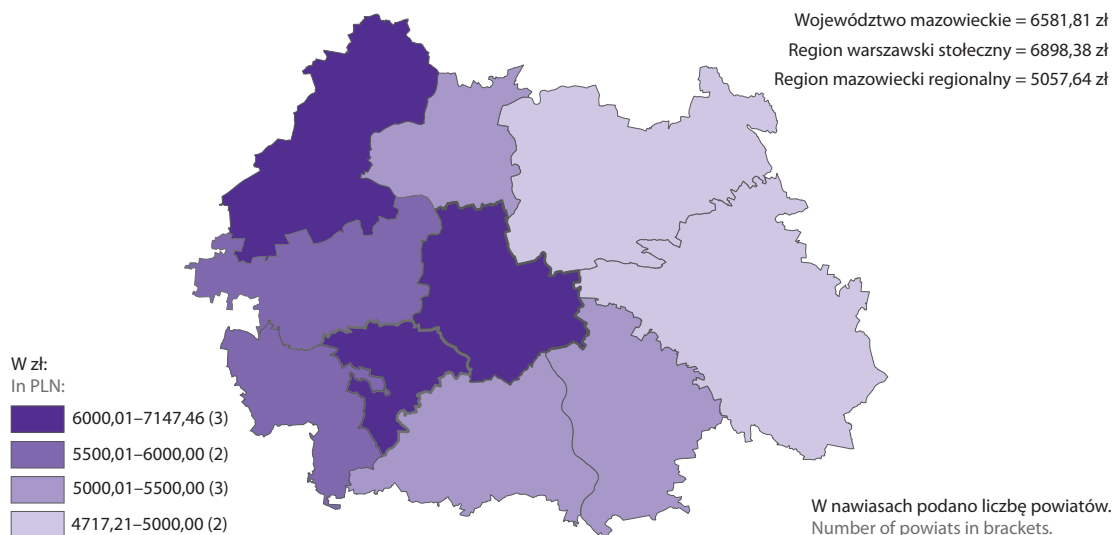 Województwo mazowieckie = 6581,81 zł
Region warszawski stołeczny = 6898,38 zł
Region mazowiecki regionalny = 5057,64 zł
W zł:
In PLN:
6000,01–7147,46 (3)
5500,01–6000,00 (2)
5000,01–5500,00 (3)
4717,21–5000,00 (2)
W nawiasach podano liczbę powiatów.
Number of powiats in brackets.